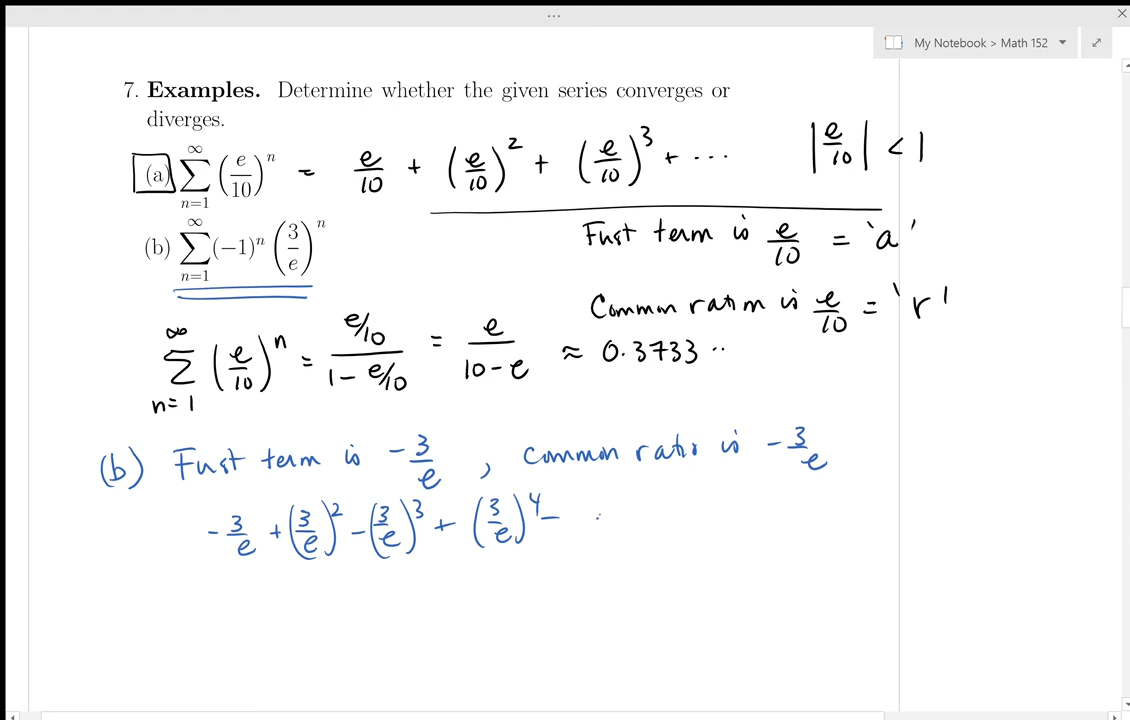 ...
My Notebook > Math 152
7. Examples. Determine whether the given series converges or
diverges.
(a) ∑_{n=1}^{∞} (e/10)^n = e/10 + (e/10)^2 + (e/10)^3 + ... |e/10| < 1
First term is e/10 = 'a'
(b) ∑_{n=1}^{∞} (−1)^n (3/e)^n
Common ratio is e/10 = 'r'
∑_{n=1}^{∞} (e/10)^n = (e/10)/(1 − e/10) = e/(10 − e) ≈ 0.3733 ..
(b) First term is −3/e , common ratio is −3/e
−3/e + (3/e)^2 − (3/e)^3 + (3/e)^4 −